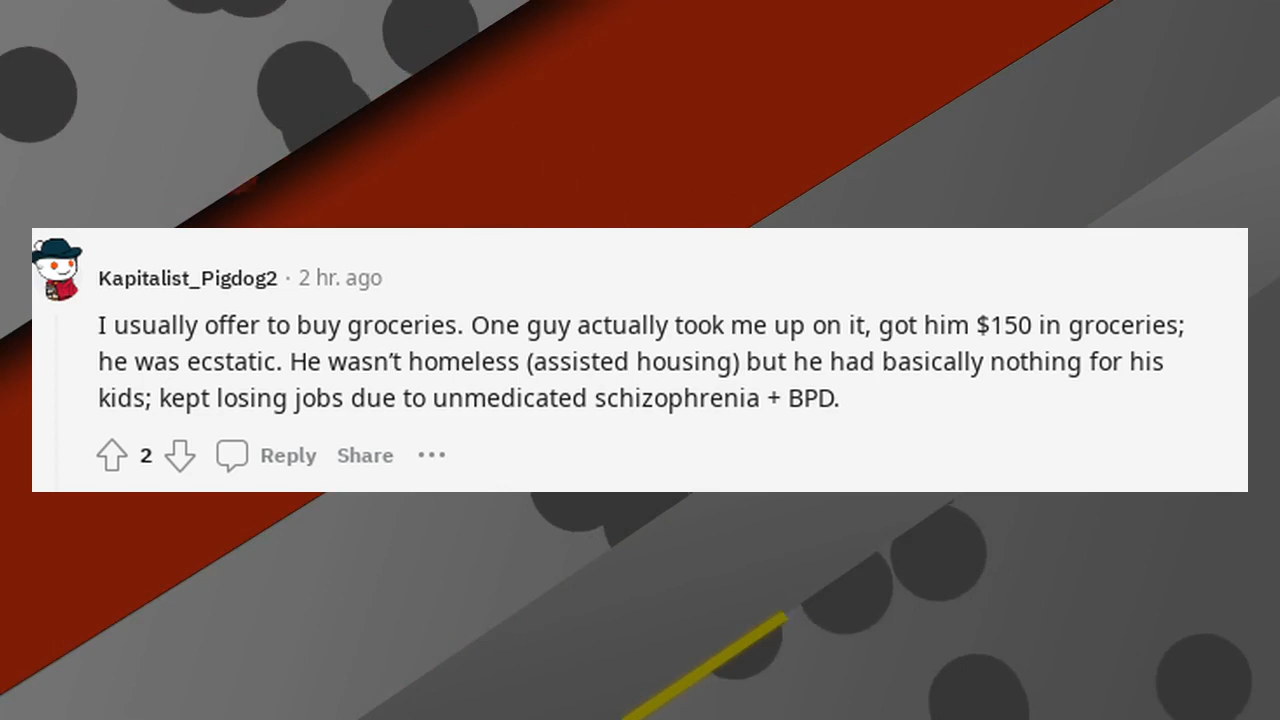 Kapitalist_Pigdog2 · 2 hr. ago
I usually offer to buy groceries. One guy actually took me up on it, got him $150 in groceries;
he was ecstatic. He wasn’t homeless (assisted housing) but he had basically nothing for his
kids; kept losing jobs due to unmedicated schizophrenia + BPD.
2 Reply Share